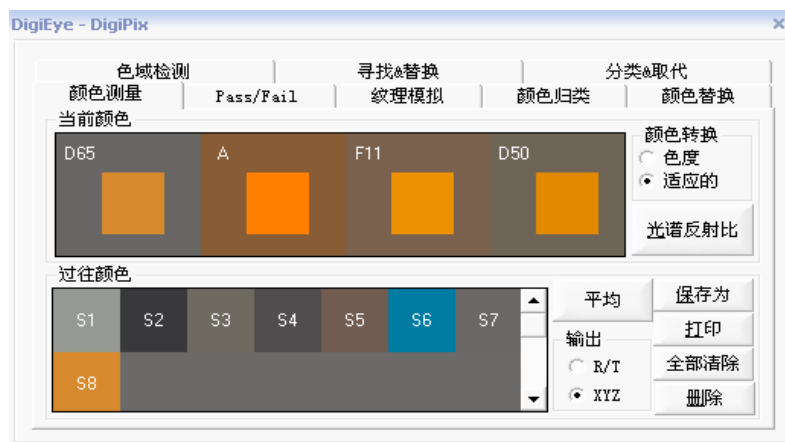 DigiEye - DigiPix
色域检测 寻找&替换 分类&取代
颜色测量 Pass/Fail 纹理模拟 颜色归类 颜色替换
当前颜色
D65 A F11 D50
颜色转换
色度
适应的
光谱反射比
过往颜色
S1 S2 S3 S4 S5 S6 S7
S8
平均
输出
R/T
XYZ
保存为
打印
全部清除
删除